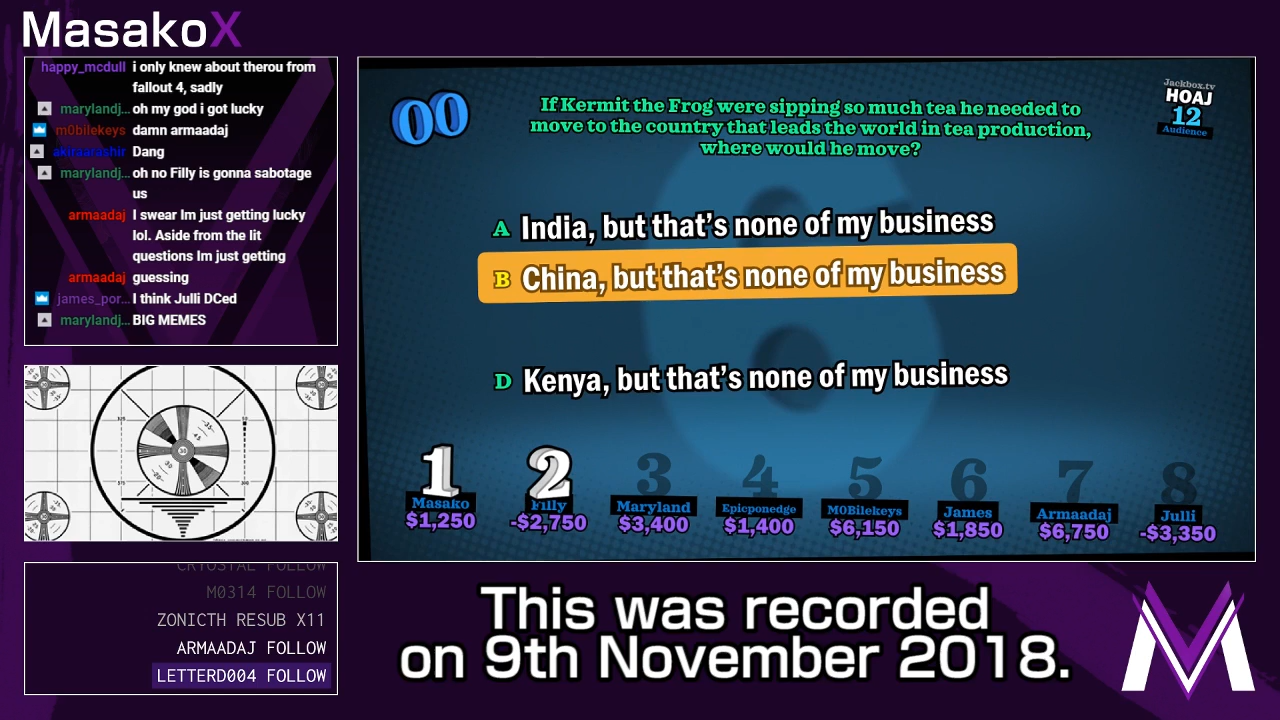 MasakoX
happy_mcdull i only knew about therou from
fallout 4, sadly
marylandj... oh my god i got lucky
m0bilekeys damn armaadaj
akiraarashir Dang
marylandj... oh no Filly is gonna sabotage
us
armaadaj I swear Im just getting lucky
lol. Aside from the lit
questions Im just getting
armaadaj guessing
james_por... I think Julli DCed
marylandj... BIG MEMES
CRYOSTAL FOLLOW
M0314 FOLLOW
ZONICTH RESUB X11
ARMAADAJ FOLLOW
LETTERD004 FOLLOW
00
If Kermit the Frog were sipping so much tea he needed to
move to the country that leads the world in tea production,
where would he move?
Jackbox.tv
HOAJ
12
Audience
A India, but that's none of my business
B China, but that's none of my business
D Kenya, but that's none of my business
1 2 3 4 5 6 7 8
Masako Filly Maryland Epicponedge M0Bilekeys James Armaadaj Julli
$1,250 -$2,750 $3,400 $1,400 $6,150 $1,850 $6,750 -$3,350
This was recorded
on 9th November 2018.
M